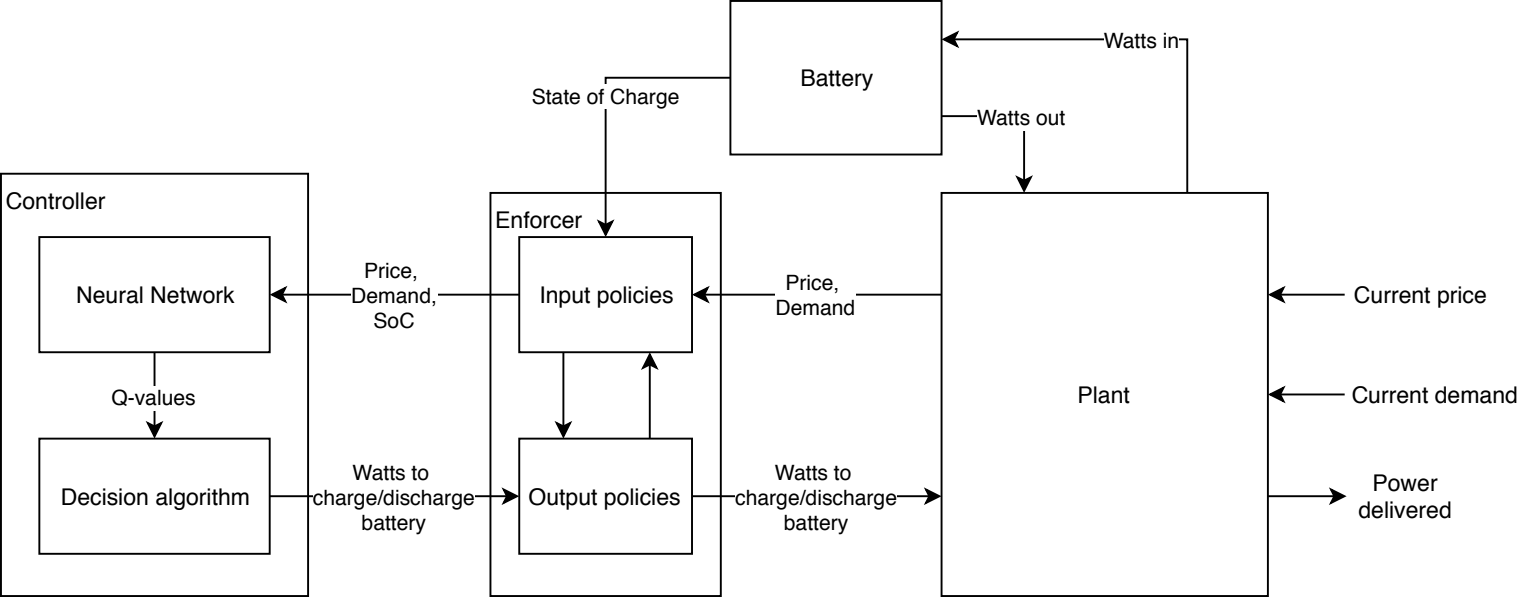 Battery
Watts in
State of Charge
Watts out
Controller
Enforcer
Neural Network
Price,
Demand,
SoC
Input policies
Price,
Demand
Current price
Q-values
Plant
Current demand
Decision algorithm
Watts to
charge/discharge
battery
Output policies
Watts to
charge/discharge
battery
Power
delivered